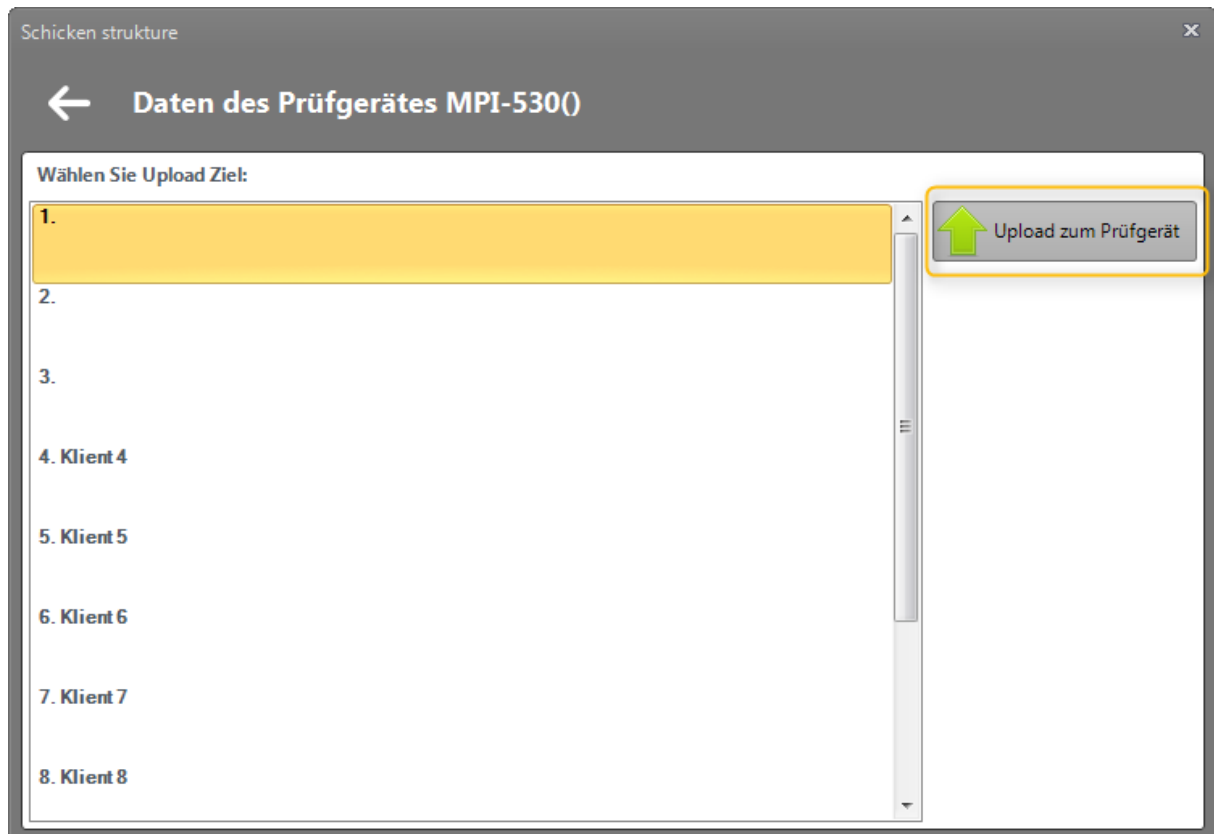 Schicken strukture
Daten des Prüfgerätes MPI-530()
Wählen Sie Upload Ziel:
1.
Upload zum Prüfgerät
2.
3.
4. Klient 4
5. Klient 5
6. Klient 6
7. Klient 7
8. Klient 8